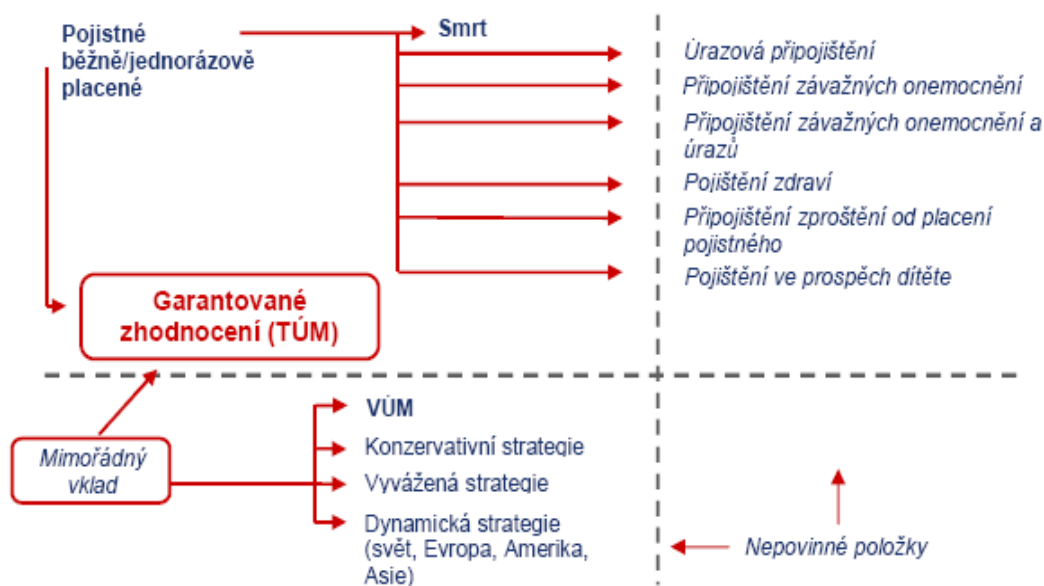 Pojistné
běžně/jednorázově
placené
Smrt
Úrazová připojištění
Připojištění závažných onemocnění
Připojištění závažných onemocnění a
úrazů
Pojištění zdraví
Připojištění zproštění od placení
pojistného
Pojištění ve prospěch dítěte
Garantované
zhodnocení (TÚM)
Mimořádný
vklad
VÚM
Konzervativní strategie
Vyvážená strategie
Dynamická strategie
(svět, Evropa, Amerika,
Asie)
Nepovinné položky